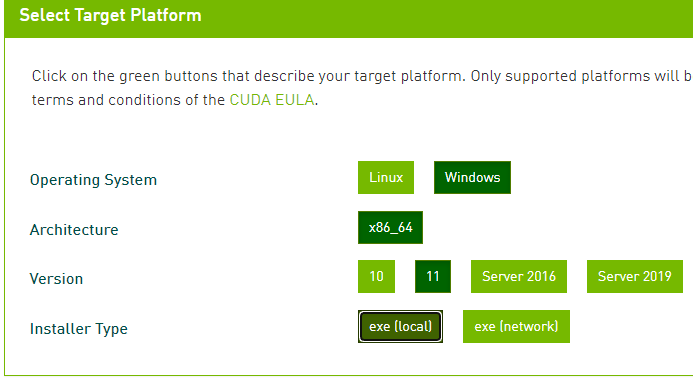 Select Target Platform
Click on the green buttons that describe your target platform. Only supported platforms will b
terms and conditions of the CUDA EULA.
Operating System Linux Windows
Architecture x86_64
Version 10 11 Server 2016 Server 2019
Installer Type exe (local) exe (network)